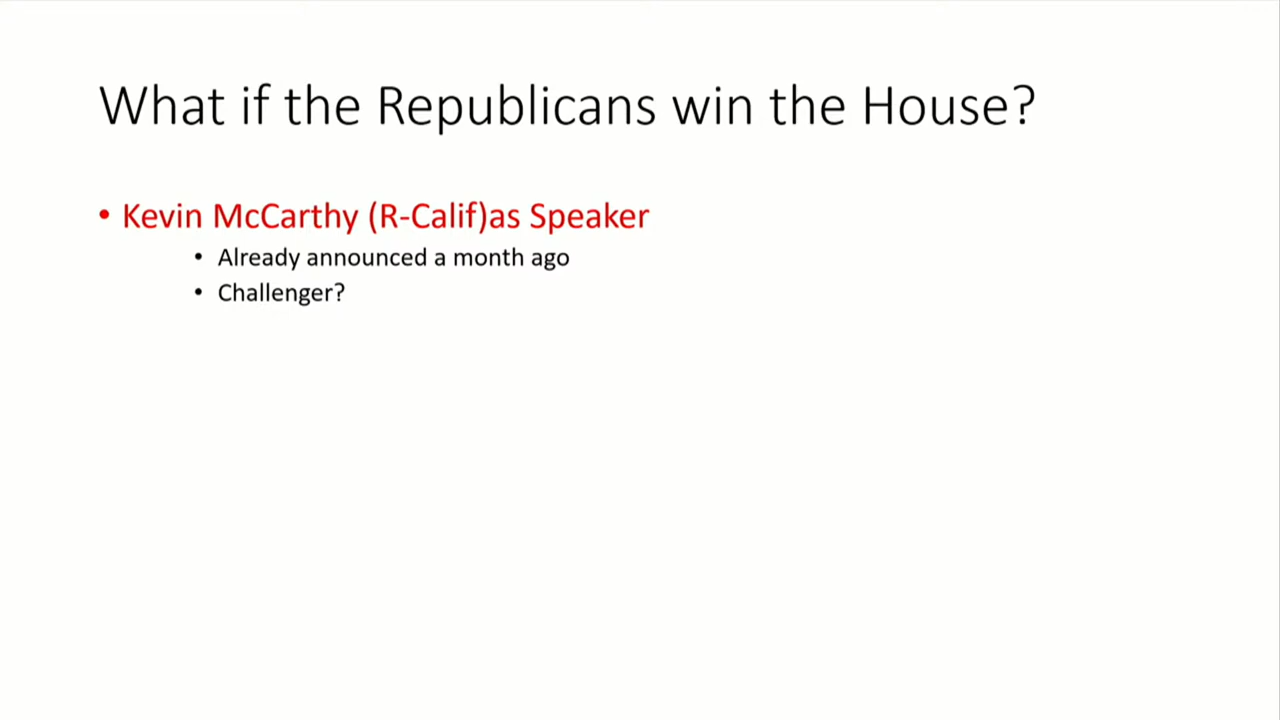 What if the Republicans win the House?
• Kevin McCarthy (R-Calif)as Speaker
• Already announced a month ago
• Challenger?